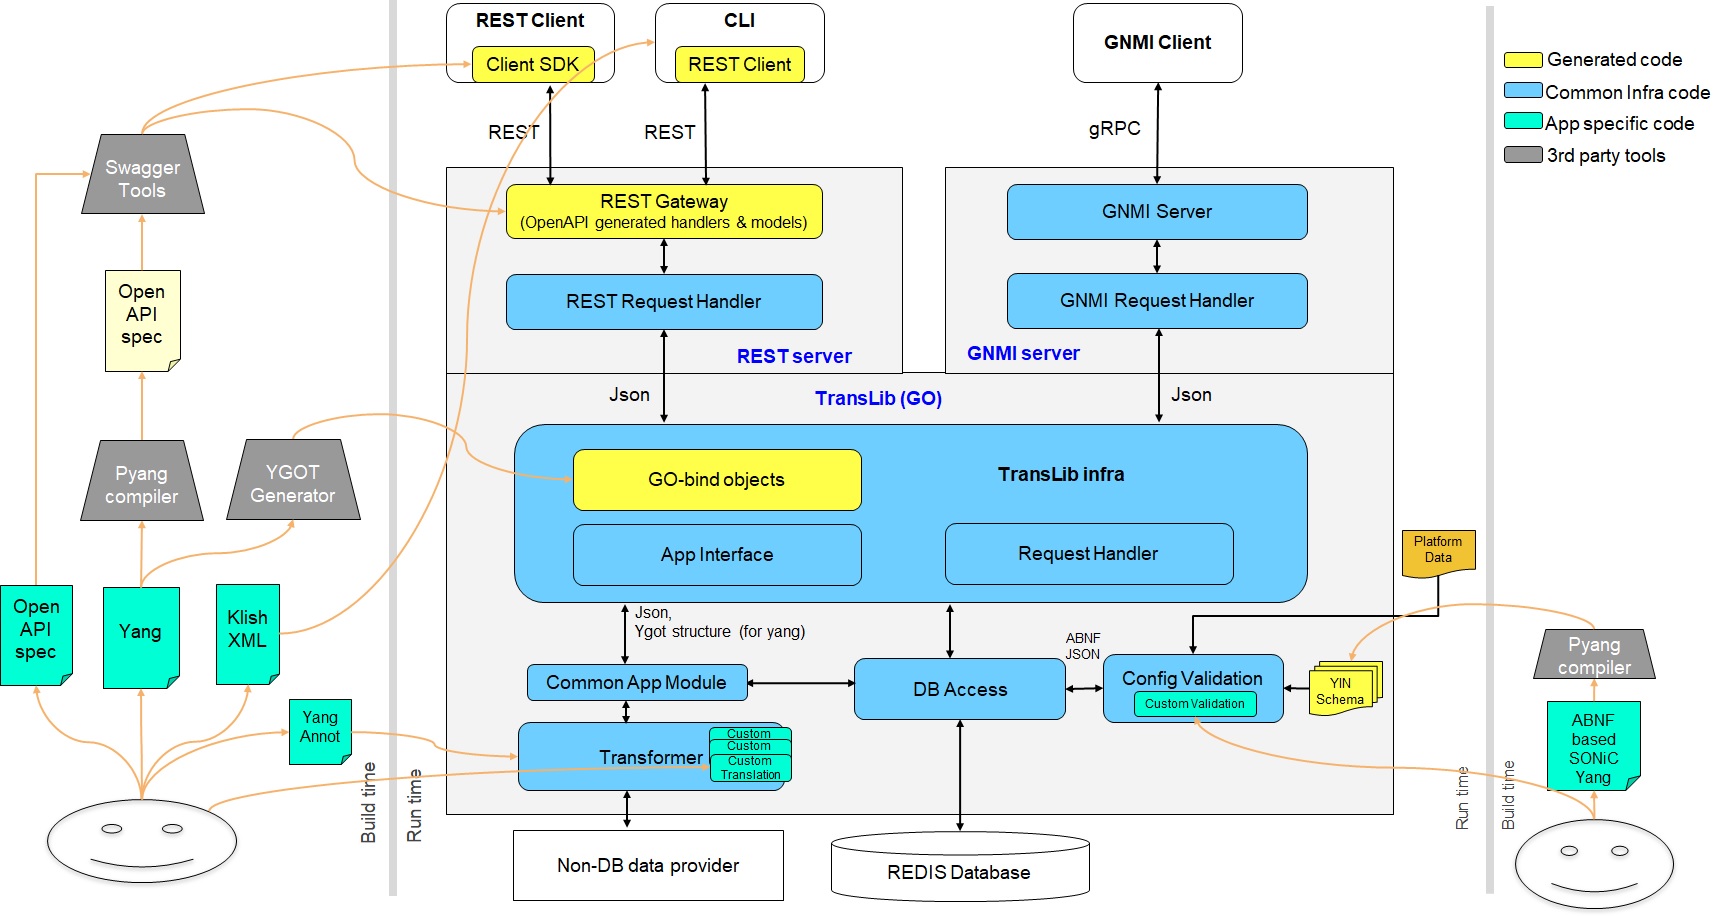 REST Client
Client SDK
CLI
REST Client
GNMI Client
Generated code
Common Infra code
App specific code
3rd party tools
REST
REST
gRPC
Swagger
Tools
REST Gateway
(OpenAPI generated handlers & models)
GNMI Server
REST Request Handler
GNMI Request Handler
REST server
GNMI server
Open
API
spec
Json
TransLib (GO)
Json
Pyang
compiler
YGOT
Generator
GO-bind objects
TransLib infra
App Interface
Request Handler
Platform
Data
Open
API
spec
Yang
Klish
XML
Json,
Ygot structure (for yang)
ABNF
JSON
Pyang
compiler
Common App Module
DB Access
Config Validation
Custom Validation
YIN
Schema
Yang
Annot
Transformer
Custom
Custom
Custom
Translation
ABNF
based
SONiC
Yang
Build time
Run time
Run time
Build time
Non-DB data provider
REDIS Database